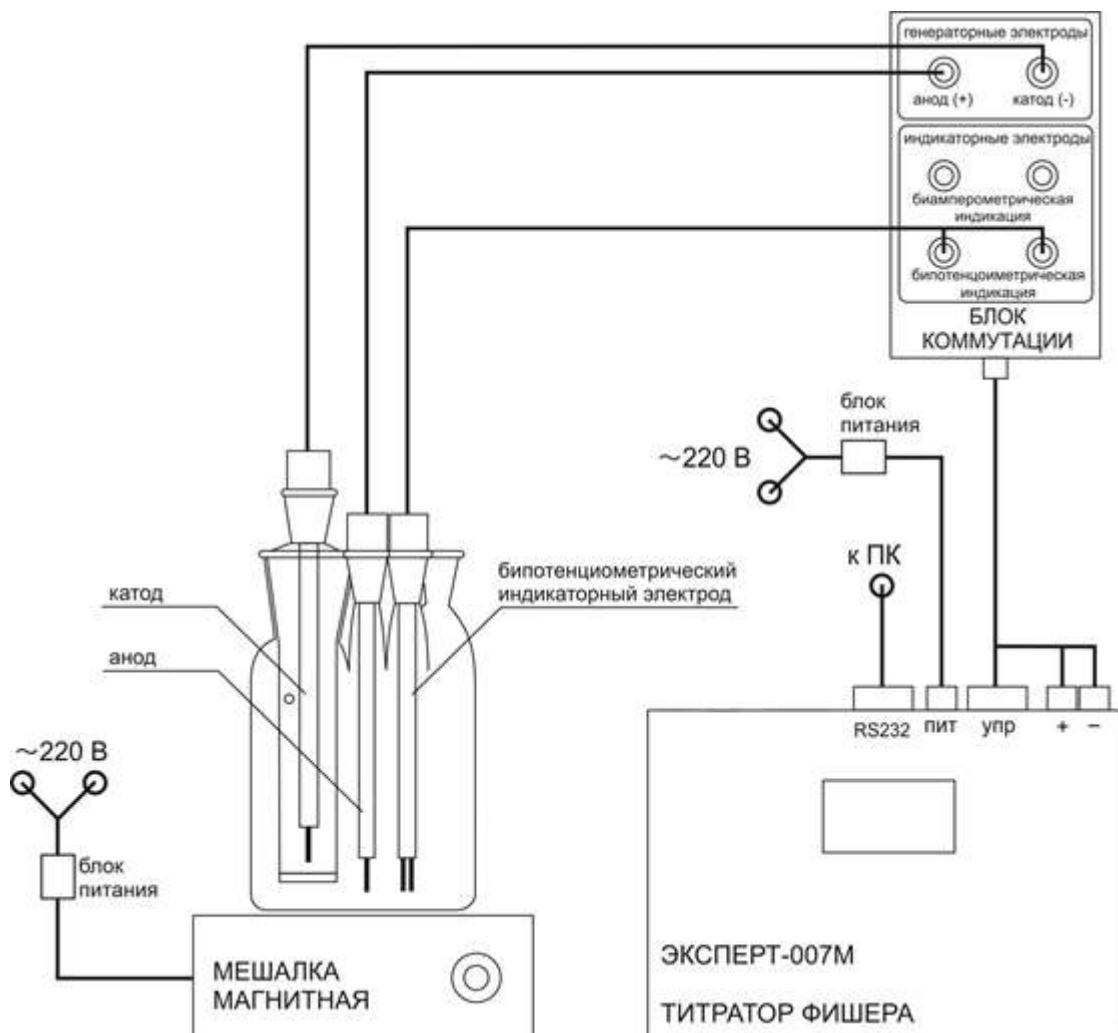 генераторные электроды
анод (+)
катод (-)
индикаторные электроды
биамперометрическая
индикация
бипотенцоиметрическая
индикация
БЛОК
КОММУТАЦИИ
блок
питания
~220 В
к ПК
бипотенциометрический
индикаторный электрод
катод
анод
RS232
пит
упр
+
−
~220 В
блок
питания
МЕШАЛКА
МАГНИТНАЯ
ЭКСПЕРТ-007М
ТИТРАТОР ФИШЕРА